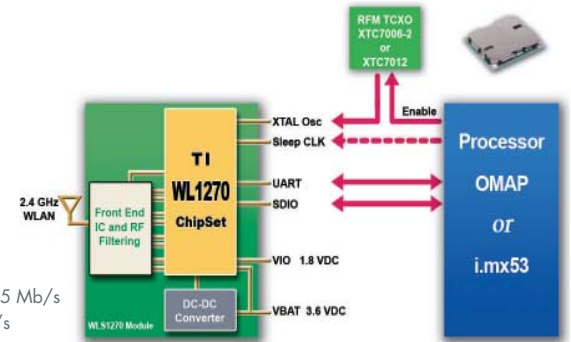 RFM TCXO
XTC7006-2
or
XTC7012
Enable
XTAL Osc
Sleep CLK
Processor
OMAP
or
i.mx53
TI
WL1270
ChipSet
UART
SDIO
2.4 GHz
WLAN
Front End
IC and RF
Filtering
VIO 1.8 VDC
DC-DC
Converter
VBAT 3.6 VDC
WLS1270 Module
5 Mb/s
/s